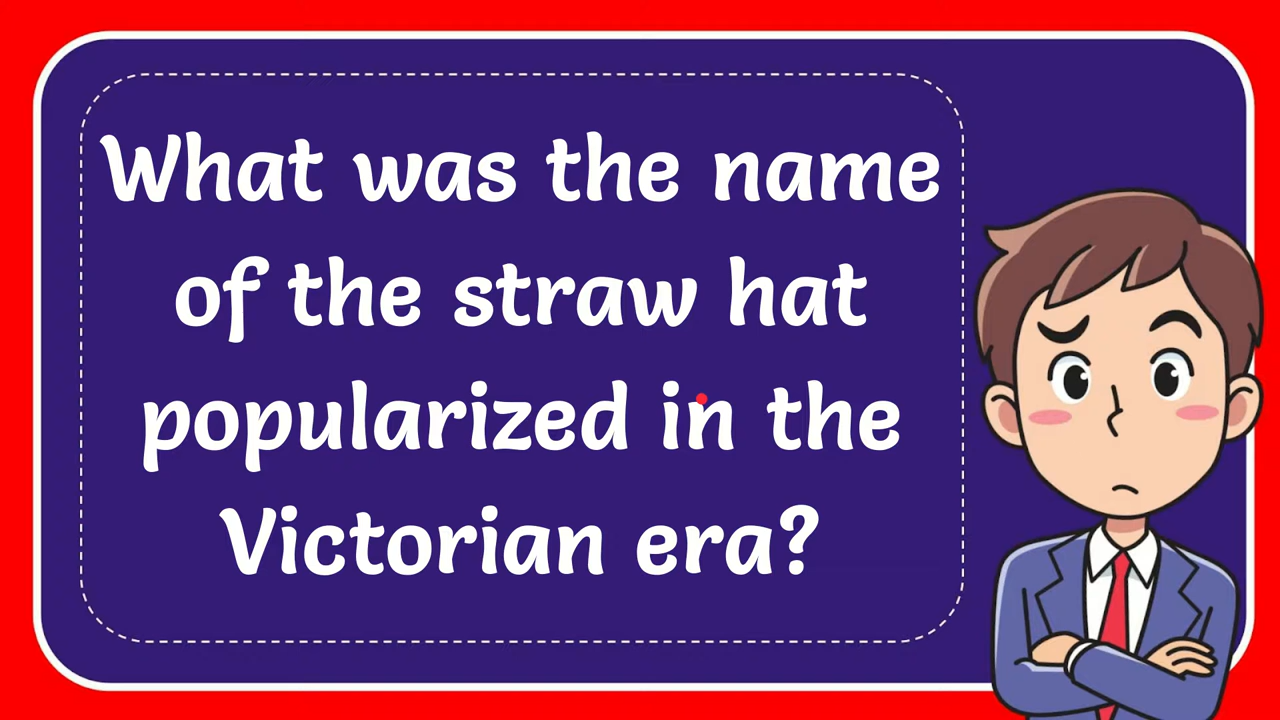 What was the name
of the straw hat
popularized in the
Victorian era?